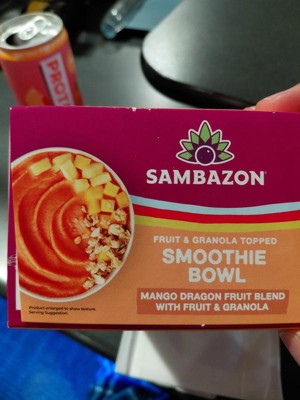 PROT
SAMBAZON
FRUIT & GRANOLA TOPPED
SMOOTHIE
BOWL
MANGO DRAGON FRUIT BLEND
WITH FRUIT & GRANOLA
Product enlarged to show texture.
Serving Suggestion.